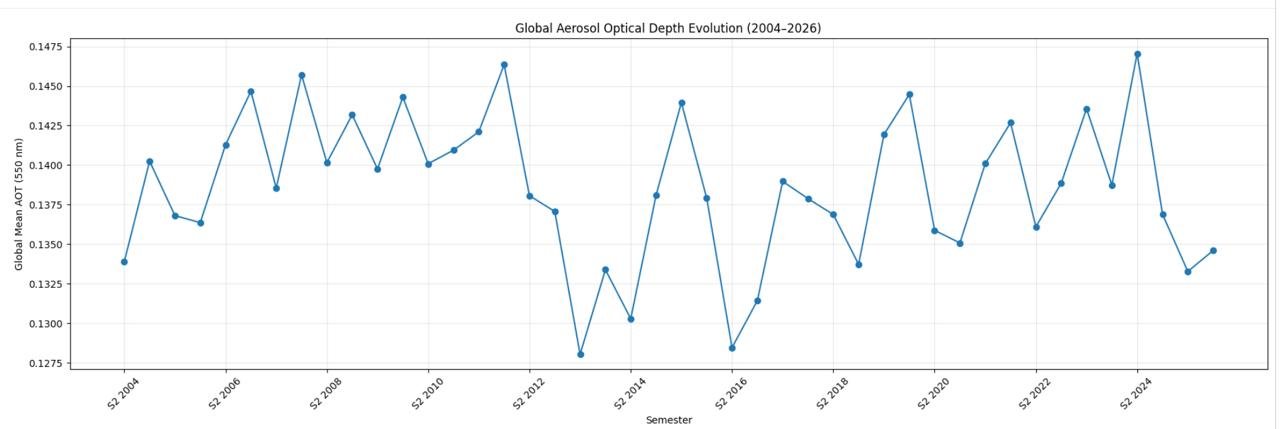 Global Aerosol Optical Depth Evolution (2004–2026)
Global Mean AOT (550 nm)
0.1475
0.1450
0.1425
0.1400
0.1375
0.1350
0.1325
0.1300
0.1275
S2 2004
S2 2006
S2 2008
S2 2010
S2 2012
S2 2014
S2 2016
S2 2018
S2 2020
S2 2022
S2 2024
Semester